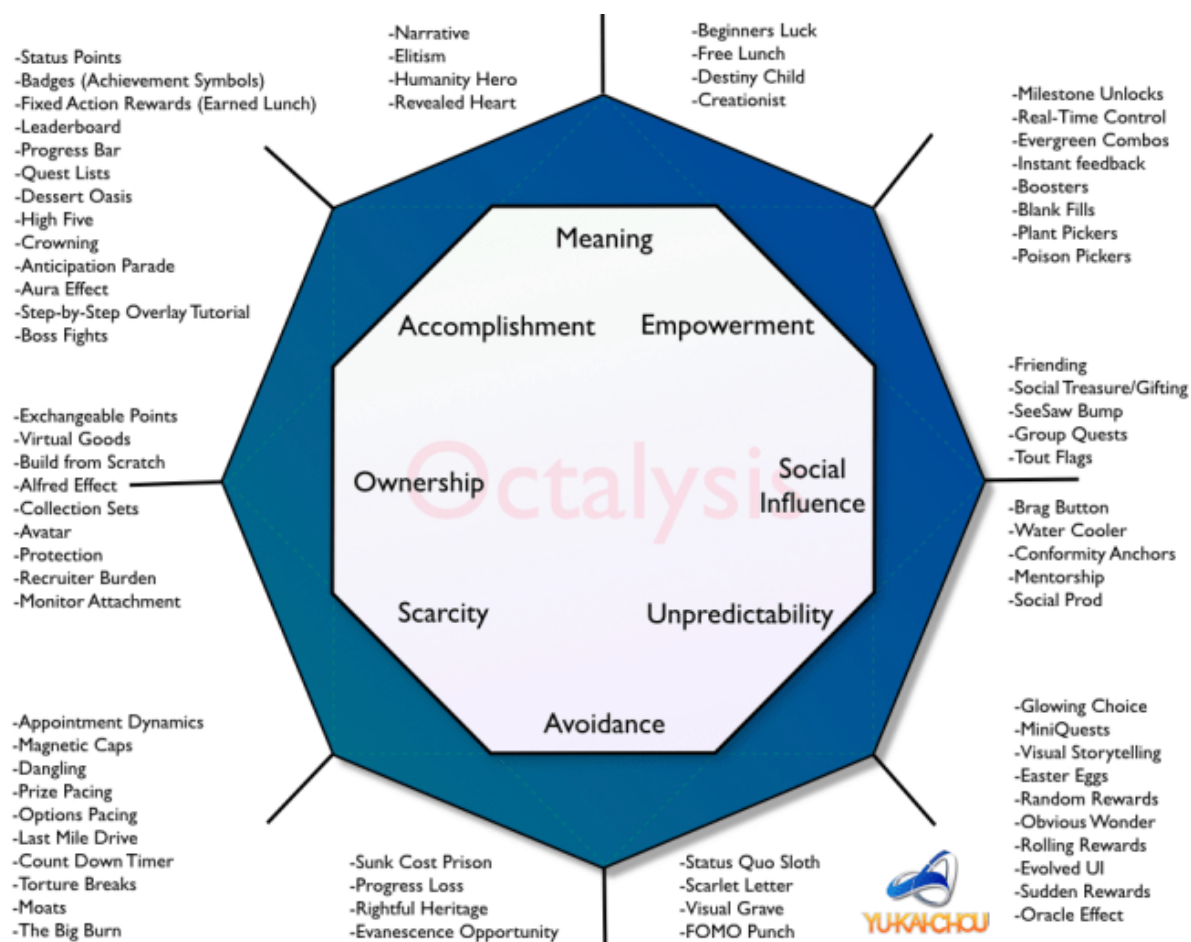 -Narrative
-Elitism
-Humanity Hero
-Revealed Heart
-Beginners Luck
-Free Lunch
-Destiny Child
-Creationist
-Status Points
-Badges (Achievement Symbols)
-Fixed Action Rewards (Earned Lunch)
-Leaderboard
-Progress Bar
-Quest Lists
-Dessert Oasis
-High Five
-Crowning
-Anticipation Parade
-Aura Effect
-Step-by-Step Overlay Tutorial
-Boss Fights
-Milestone Unlocks
-Real-Time Control
-Evergreen Combos
-Instant feedback
-Boosters
-Blank Fills
-Plant Pickers
-Poison Pickers
Meaning
Accomplishment
Empowerment
Ownership
Octalysis
Social
Influence
Scarcity
Unpredictability
Avoidance
-Exchangeable Points
-Virtual Goods
-Build from Scratch
-Alfred Effect
-Collection Sets
-Avatar
-Protection
-Recruiter Burden
-Monitor Attachment
-Friending
-Social Treasure/Gifting
-SeeSaw Bump
-Group Quests
-Tout Flags
-Brag Button
-Water Cooler
-Conformity Anchors
-Mentorship
-Social Prod
-Appointment Dynamics
-Magnetic Caps
-Dangling
-Prize Pacing
-Options Pacing
-Last Mile Drive
-Count Down Timer
-Torture Breaks
-Moats
-The Big Burn
-Sunk Cost Prison
-Progress Loss
-Rightful Heritage
-Evanescence Opportunity
-Status Quo Sloth
-Scarlet Letter
-Visual Grave
-FOMO Punch
-Glowing Choice
-MiniQuests
-Visual Storytelling
-Easter Eggs
-Random Rewards
-Obvious Wonder
-Rolling Rewards
-Evolved UI
-Sudden Rewards
-Oracle Effect
YU-KAI-CHOU